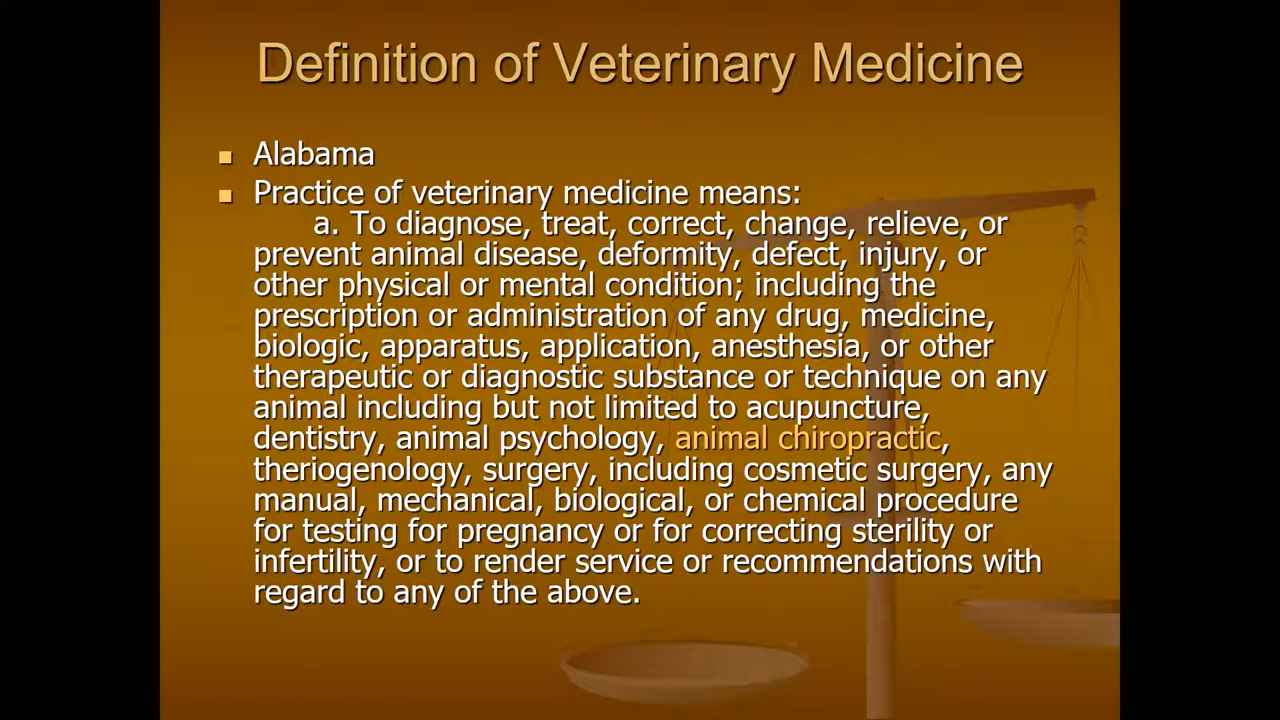 Definition of Veterinary Medicine
■ Alabama
■ Practice of veterinary medicine means:
a. To diagnose, treat, correct, change, relieve, or
prevent animal disease, deformity, defect, injury, or
other physical or mental condition; including the
prescription or administration of any drug, medicine,
biologic, apparatus, application, anesthesia, or other
therapeutic or diagnostic substance or technique on any
animal including but not limited to acupuncture,
dentistry, animal psychology, animal chiropractic,
theriogenology, surgery, including cosmetic surgery, any
manual, mechanical, biological, or chemical procedure
for testing for pregnancy or for correcting sterility or
infertility, or to render service or recommendations with
regard to any of the above.